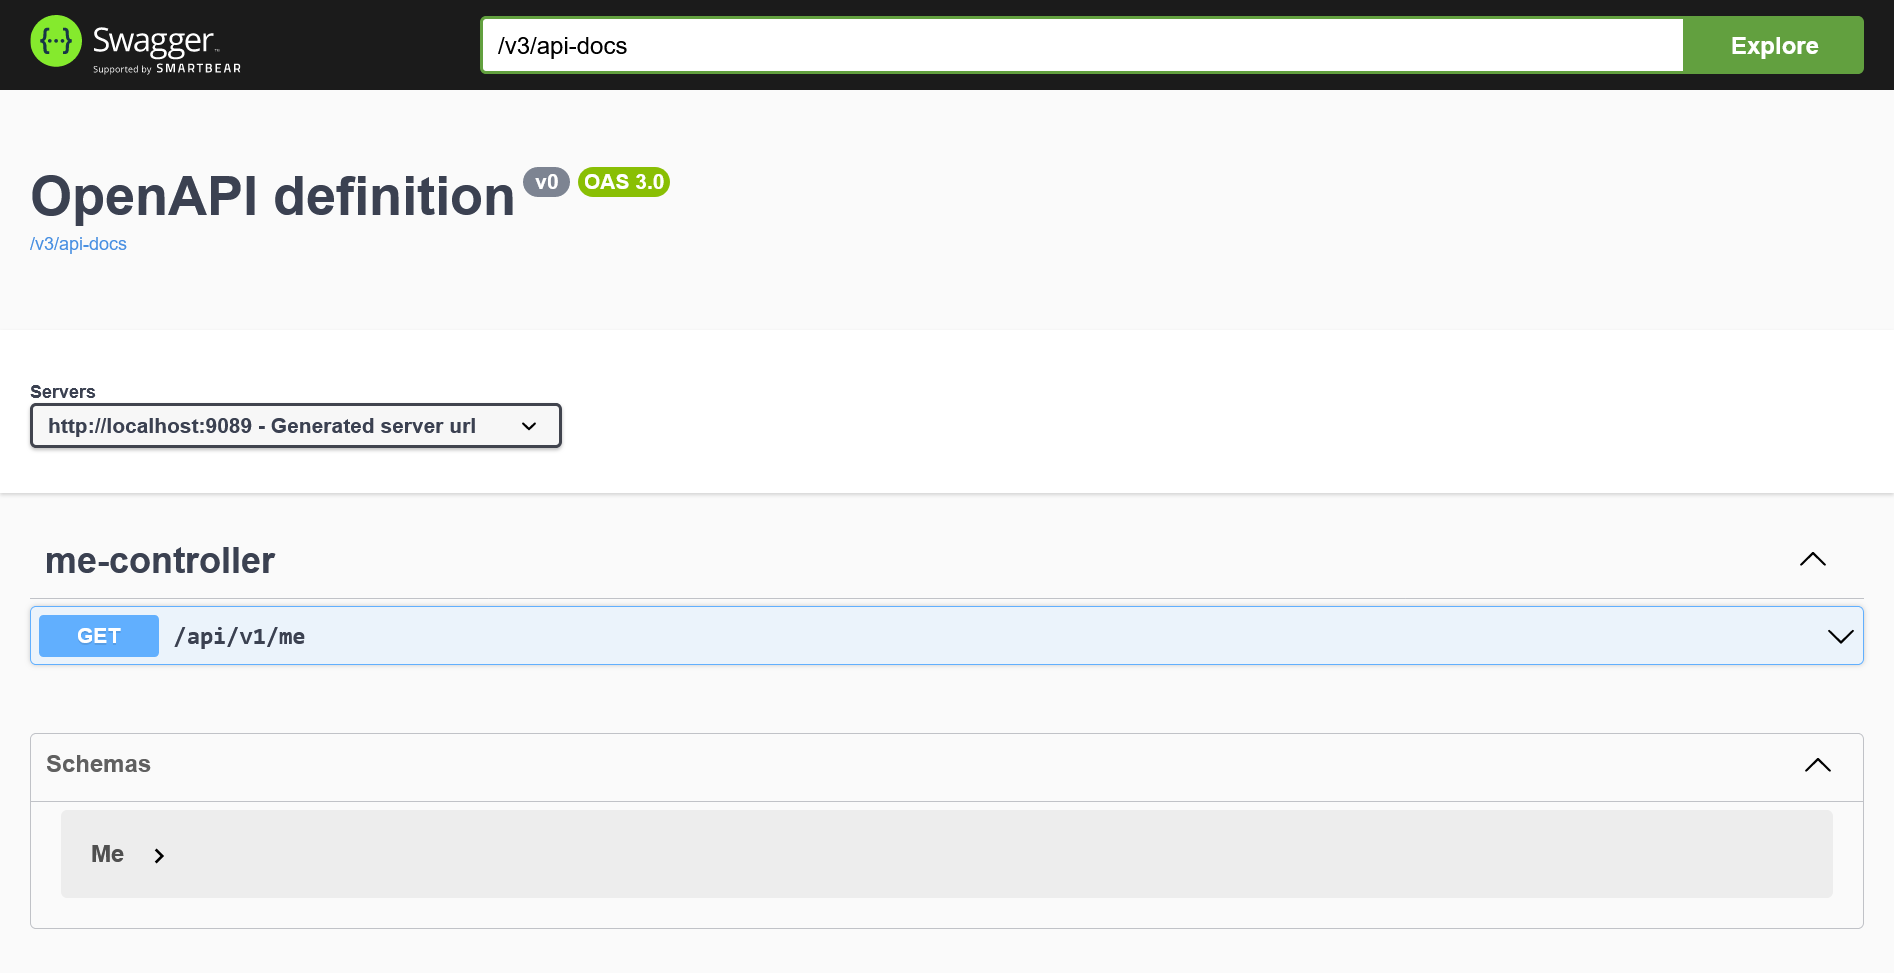 Swagger™
Supported by SMARTBEAR
/v3/api-docs
Explore
OpenAPI definition v0 OAS 3.0
/v3/api-docs
Servers
http://localhost:9089 - Generated server url
me-controller
GET /api/v1/me
Schemas
Me